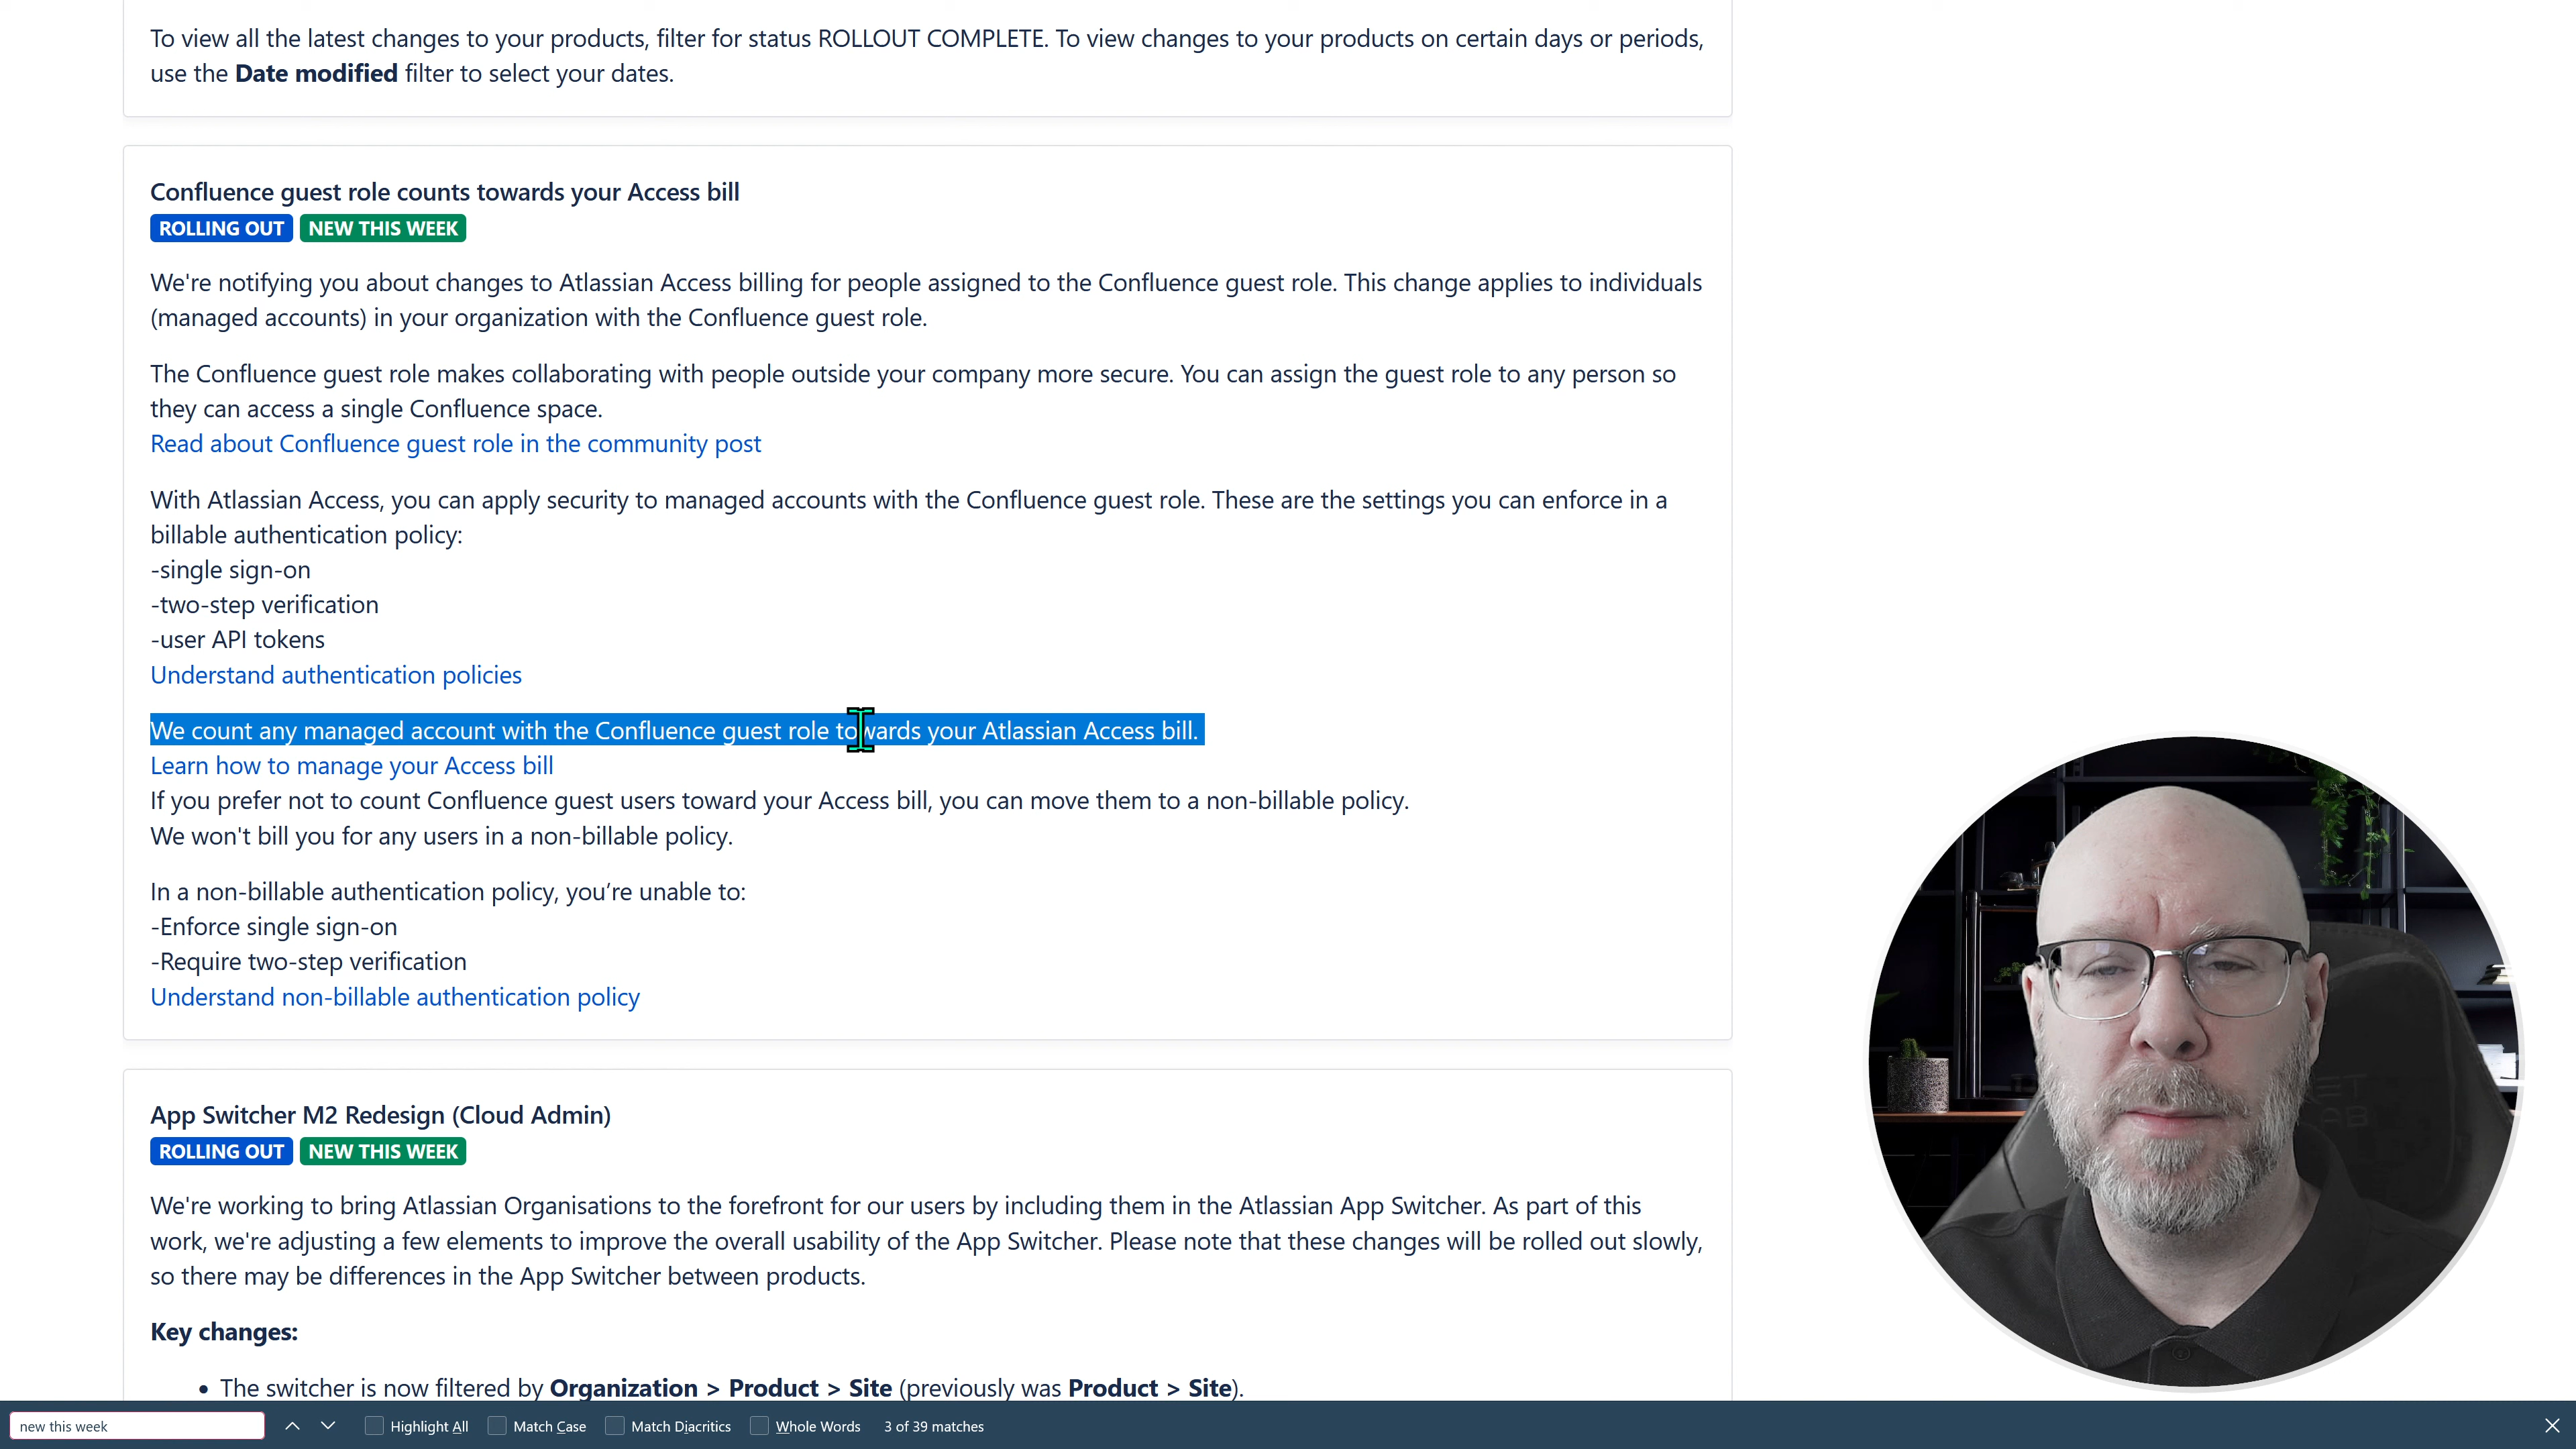 To view all the latest changes to your products, filter for status ROLLOUT COMPLETE. To view changes to your products on certain days or periods,
use the Date modified filter to select your dates.
Confluence guest role counts towards your Access bill
ROLLING OUT NEW THIS WEEK
We're notifying you about changes to Atlassian Access billing for people assigned to the Confluence guest role. This change applies to individuals
(managed accounts) in your organization with the Confluence guest role.
The Confluence guest role makes collaborating with people outside your company more secure. You can assign the guest role to any person so
they can access a single Confluence space.
Read about Confluence guest role in the community post
With Atlassian Access, you can apply security to managed accounts with the Confluence guest role. These are the settings you can enforce in a
billable authentication policy:
-single sign-on
-two-step verification
-user API tokens
Understand authentication policies
We count any managed account with the Confluence guest role towards your Atlassian Access bill.
Learn how to manage your Access bill
If you prefer not to count Confluence guest users toward your Access bill, you can move them to a non-billable policy.
We won't bill you for any users in a non-billable policy.
In a non-billable authentication policy, you’re unable to:
-Enforce single sign-on
-Require two-step verification
Understand non-billable authentication policy
App Switcher M2 Redesign (Cloud Admin)
ROLLING OUT NEW THIS WEEK
We're working to bring Atlassian Organisations to the forefront for our users by including them in the Atlassian App Switcher. As part of this
work, we're adjusting a few elements to improve the overall usability of the App Switcher. Please note that these changes will be rolled out slowly,
so there may be differences in the App Switcher between products.
Key changes:
• The switcher is now filtered by Organization > Product > Site (previously was Product > Site).
new this week Highlight All Match Case Match Diacritics Whole Words 3 of 39 matches